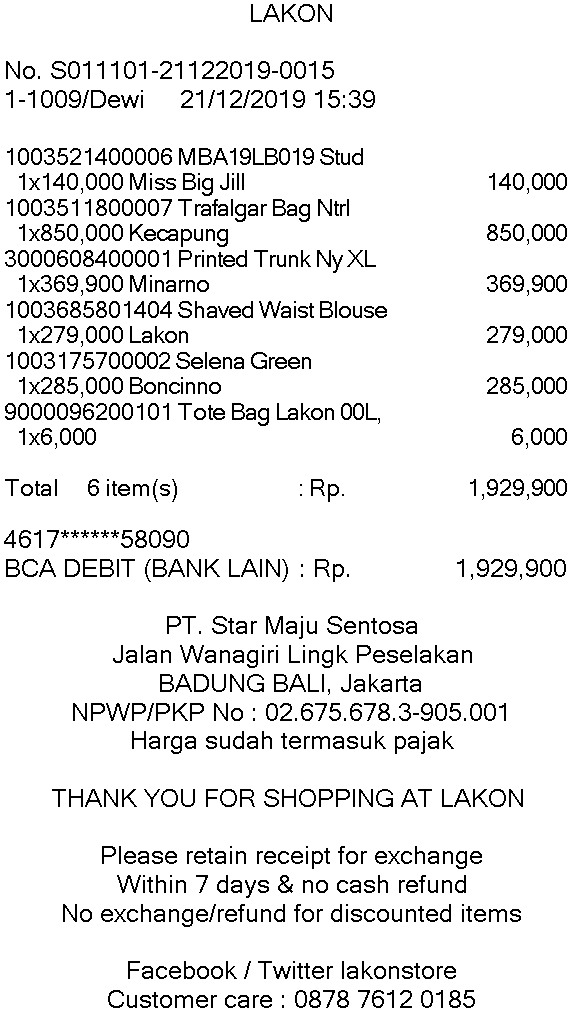 LAKON
No. S011101-21122019-0015
1-1009/Dewi 21/12/2019 15:39
1003521400006 MBA19LB019 Stud
1x140,000 Miss Big Jill 140,000
1003511800007 Trafalgar Bag Ntrl
1x850,000 Kecapung 850,000
3000608400001 Printed Trunk Ny XL
1x369,900 Minarno 369,900
1003685801404 Shaved Waist Blouse
1x279,000 Lakon 279,000
1003175700002 Selena Green
1x285,000 Boncinno 285,000
9000096200101 Tote Bag Lakon 00L,
1x6,000 6,000
Total 6 item(s) : Rp. 1,929,900
4617******58090
BCA DEBIT (BANK LAIN) : Rp. 1,929,900
PT. Star Maju Sentosa
Jalan Wanagiri Lingk Peselakan
BADUNG BALI, Jakarta
NPWP/PKP No : 02.675.678.3-905.001
Harga sudah termasuk pajak
THANK YOU FOR SHOPPING AT LAKON
Please retain receipt for exchange
Within 7 days & no cash refund
No exchange/refund for discounted items
Facebook / Twitter lakonstore
Customer care : 0878 7612 0185